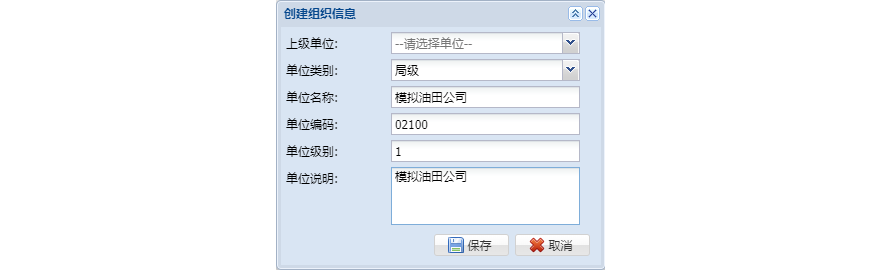 创建组织信息
上级单位: --请选择单位--
单位类别: 局级
单位名称: 模拟油田公司
单位编码: 02100
单位级别: 1
单位说明: 模拟油田公司
保存 取消